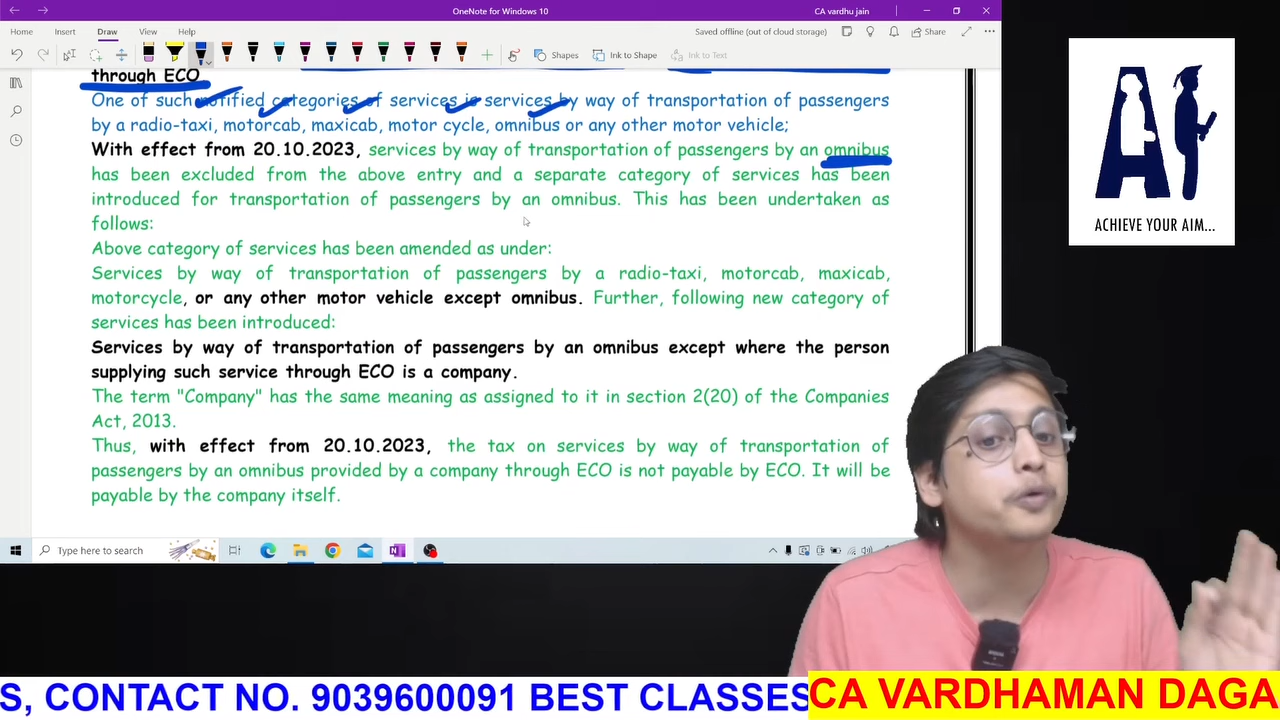 OneNote for Windows 10
CA vardhu jain
Home Insert Draw View Help
Saved offline (out of cloud storage)
Share
Shapes
Ink to Shape
Ink to Text
through ECO
One of such notified categories of services is services by way of transportation of passengers
by a radio-taxi, motorcab, maxicab, motor cycle, omnibus or any other motor vehicle;
With effect from 20.10.2023, services by way of transportation of passengers by an omnibus
has been excluded from the above entry and a separate category of services has been
introduced for transportation of passengers by an omnibus. This has been undertaken as
follows:
Above category of services has been amended as under:
Services by way of transportation of passengers by a radio-taxi, motorcab, maxicab,
motorcycle, or any other motor vehicle except omnibus. Further, following new category of
services has been introduced:
Services by way of transportation of passengers by an omnibus except where the person
supplying such service through ECO is a company.
The term "Company" has the same meaning as assigned to it in section 2(20) of the Companies
Act, 2013.
Thus, with effect from 20.10.2023, the tax on services by way of transportation of
passengers by an omnibus provided by a company through ECO is not payable by ECO. It will be
payable by the company itself.
Type here to search
AI
ACHIEVE YOUR AIM...
S, CONTACT NO. 9039600091 BEST CLASSES
CA VARDHAMAN DAGA